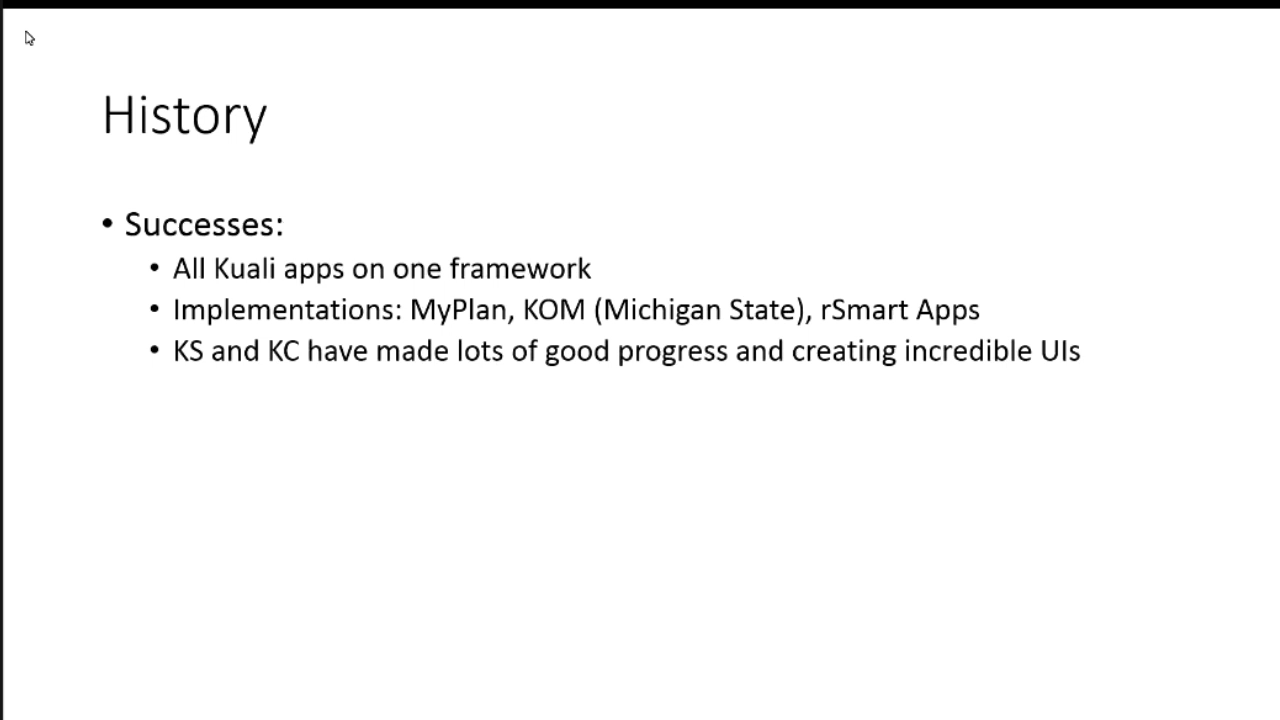 History
• Successes:
• All Kuali apps on one framework
• Implementations: MyPlan, KOM (Michigan State), rSmart Apps
• KS and KC have made lots of good progress and creating incredible UIs